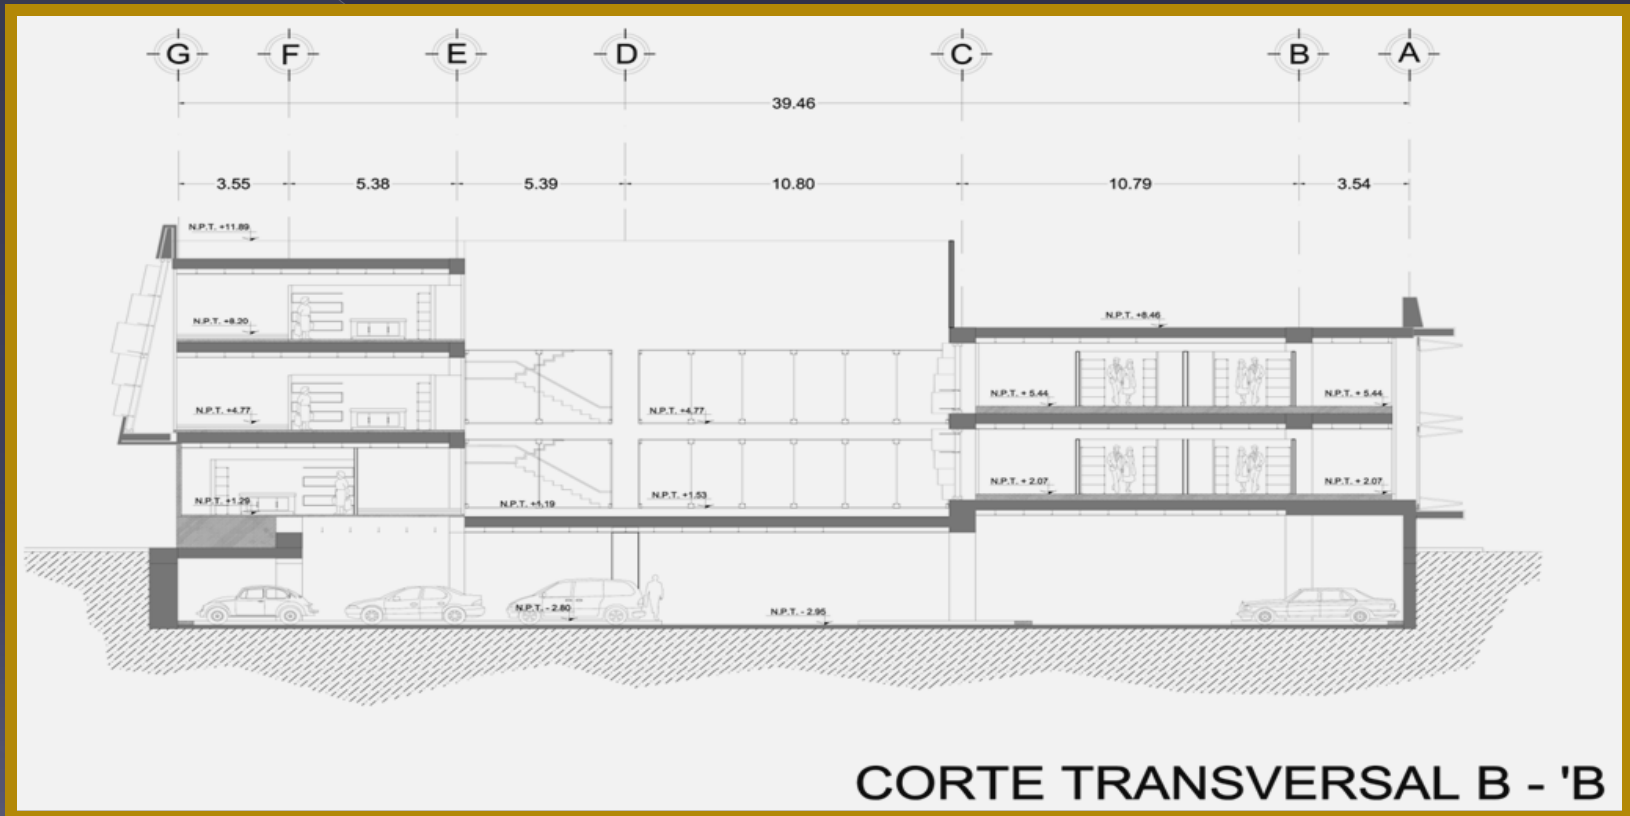 G F E D C B A
39.46
3.55 5.38 5.39 10.80 10.79 3.54
N.P.T. +11.89
N.P.T. +8.46
N.P.T. +8.20
N.P.T. + 5.44
N.P.T. + 5.44
N.P.T. +4.77
N.P.T. +4.77
N.P.T. + 2.07
N.P.T. + 2.07
N.P.T. +1.29
N.P.T. +1.19
N.P.T. +1.53
N.P.T. - 2.80
N.P.T. - 2.95
CORTE TRANSVERSAL B - 'B